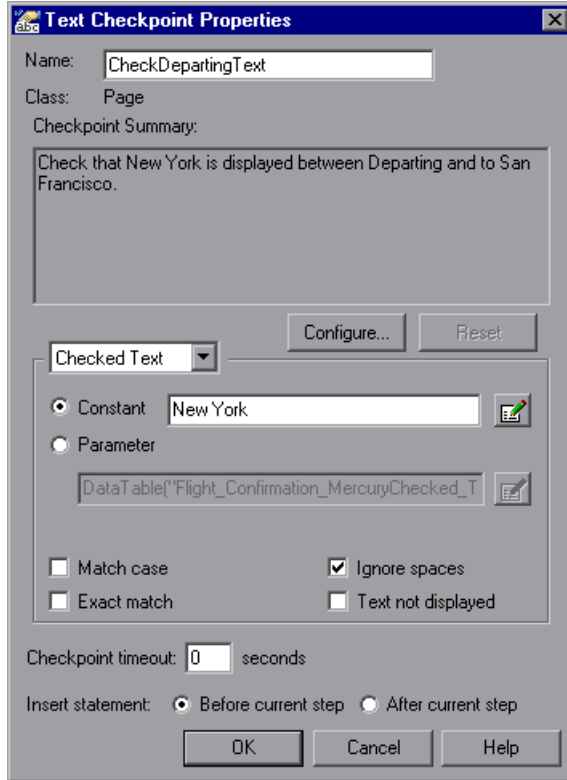 Text Checkpoint Properties
Name: CheckDepartingText
Class: Page
Checkpoint Summary:
Check that New York is displayed between Departing and to San
Francisco.
Configure... Reset
Checked Text
Constant New York
Parameter
DataTable("Flight_Confirmation_MercuryChecked_T
Match case Ignore spaces
Exact match Text not displayed
Checkpoint timeout: 0 seconds
Insert statement: Before current step After current step
OK Cancel Help